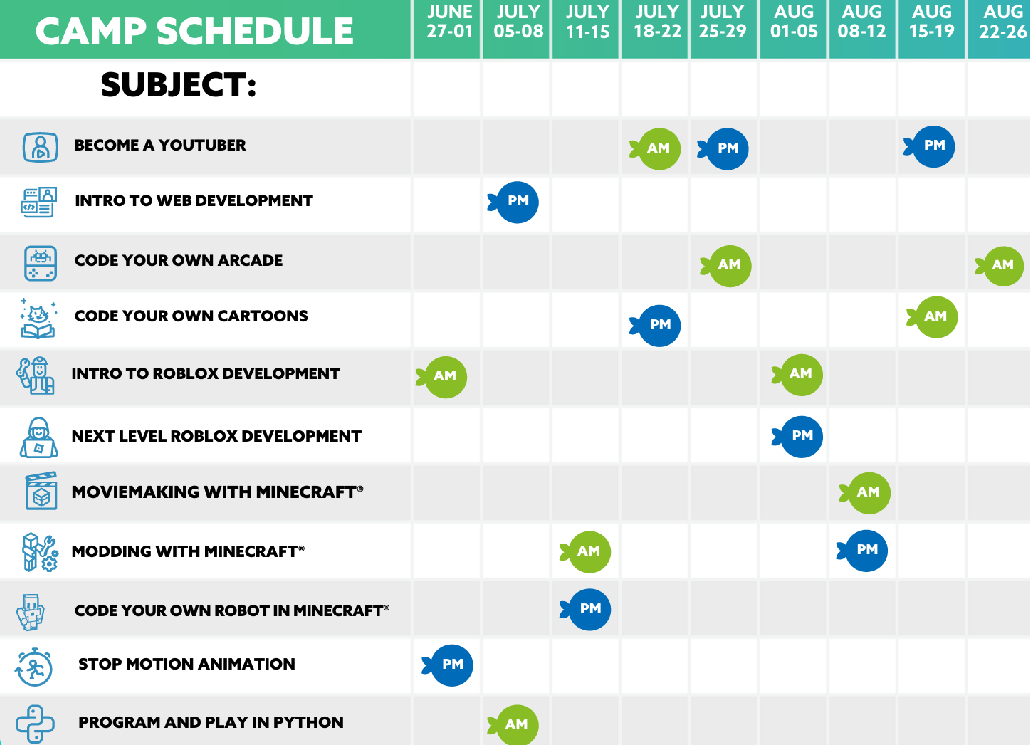 CAMP SCHEDULE
JUNE 27-01
JULY 05-08
JULY 11-15
JULY 18-22
JULY 25-29
AUG 01-05
AUG 08-12
AUG 15-19
AUG 22-26
SUBJECT:
BECOME A YOUTUBER AM PM PM
INTRO TO WEB DEVELOPMENT PM
CODE YOUR OWN ARCADE AM AM
CODE YOUR OWN CARTOONS PM AM
INTRO TO ROBLOX DEVELOPMENT AM AM
NEXT LEVEL ROBLOX DEVELOPMENT PM
MOVIEMAKING WITH MINECRAFT® AM
MODDING WITH MINECRAFT® AM PM
CODE YOUR OWN ROBOT IN MINECRAFT® PM
STOP MOTION ANIMATION PM
PROGRAM AND PLAY IN PYTHON AM